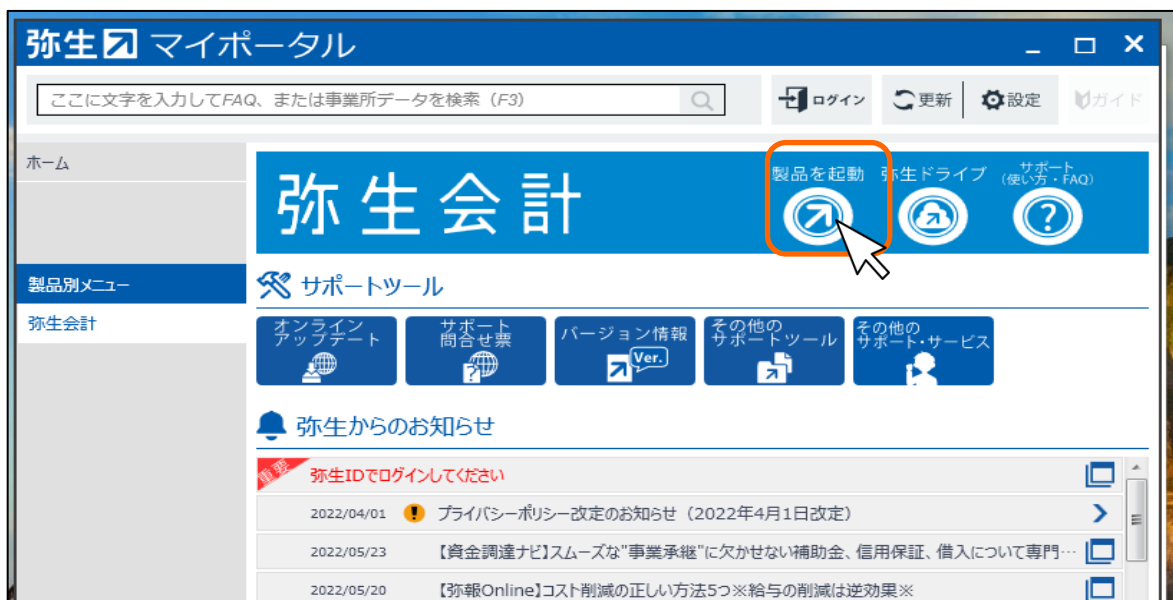 弥生 マイポータル
ここに文字を入力してFAQ、または事業所データを検索（F3）
ログイン
更新
設定
ガイド
ホーム
製品別メニュー
弥生会計
弥生会計
製品を起動
弥生ドライブ
サポート
（使い方・FAQ）
サポートツール
オンライン
アップデート
サポート
問合せ票
バージョン情報
Ver.
その他の
サポートツール
その他の
サポート・サービス
弥生からのお知らせ
重要
弥生IDでログインしてください
2022/04/01 プライバシーポリシー改定のお知らせ（2022年4月1日改定）
2022/05/23 【資金調達ナビ】スムーズな"事業承継"に欠かせない補助金、信用保証、借入について専門…
2022/05/20 【弥報Online】コスト削減の正しい方法5つ※給与の削減は逆効果※